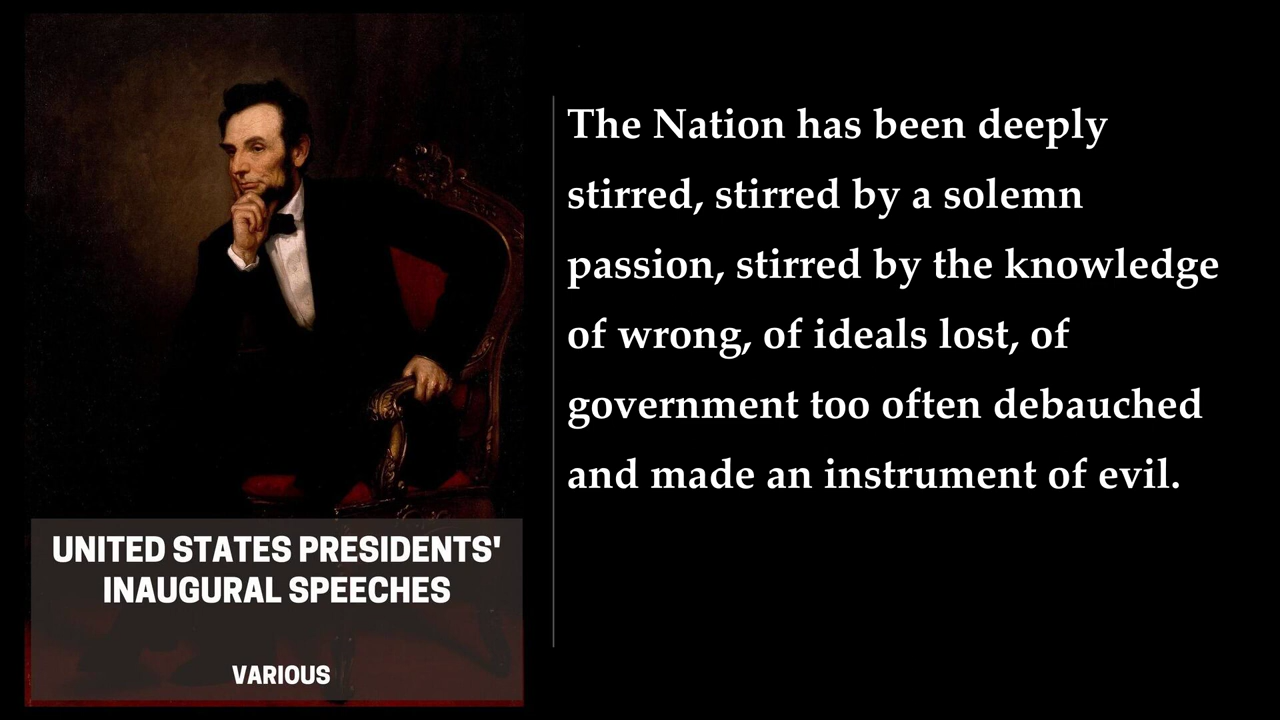 The Nation has been deeply
stirred, stirred by a solemn
passion, stirred by the knowledge
of wrong, of ideals lost, of
government too often debauched
and made an instrument of evil.
UNITED STATES PRESIDENTS'
INAUGURAL SPEECHES
VARIOUS